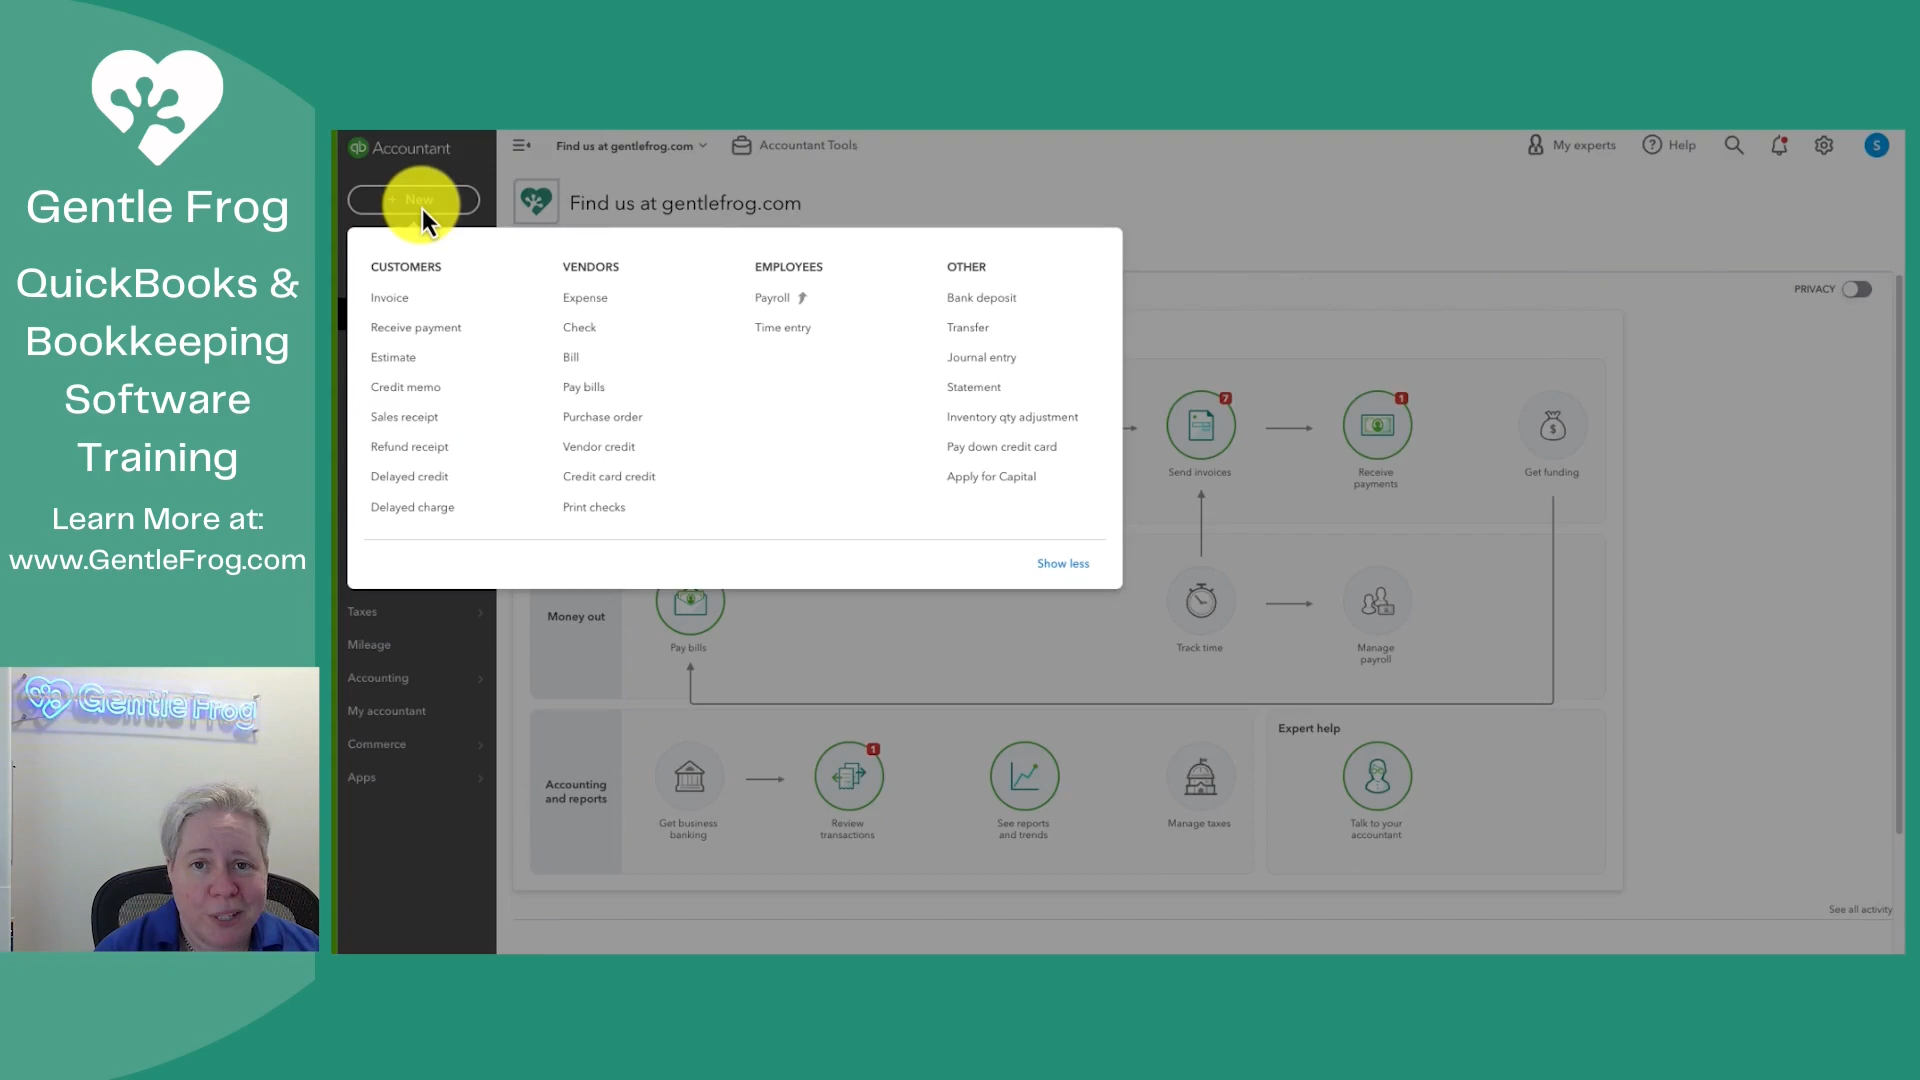 Gentle Frog
QuickBooks &
Bookkeeping
Software
Training
Learn More at:
www.GentleFrog.com
Gentle Frog
qb Accountant
+ New
Find us at gentlefrog.com
Accountant Tools
My experts
Help
S
Find us at gentlefrog.com
PRIVACY
CUSTOMERS
Invoice
Receive payment
Estimate
Credit memo
Sales receipt
Refund receipt
Delayed credit
Delayed charge
VENDORS
Expense
Check
Bill
Pay bills
Purchase order
Vendor credit
Credit card credit
Print checks
EMPLOYEES
Payroll
Time entry
OTHER
Bank deposit
Transfer
Journal entry
Statement
Inventory qty adjustment
Pay down credit card
Apply for Capital
Show less
Taxes
Mileage
Accounting
My accountant
Commerce
Apps
7
Send invoices
1
Receive
payments
Get funding
Money out
Pay bills
Track time
Manage
payroll
Accounting
and reports
Get business
banking
1
Review
transactions
See reports
and trends
Manage taxes
Expert help
Talk to your
accountant
See all activity